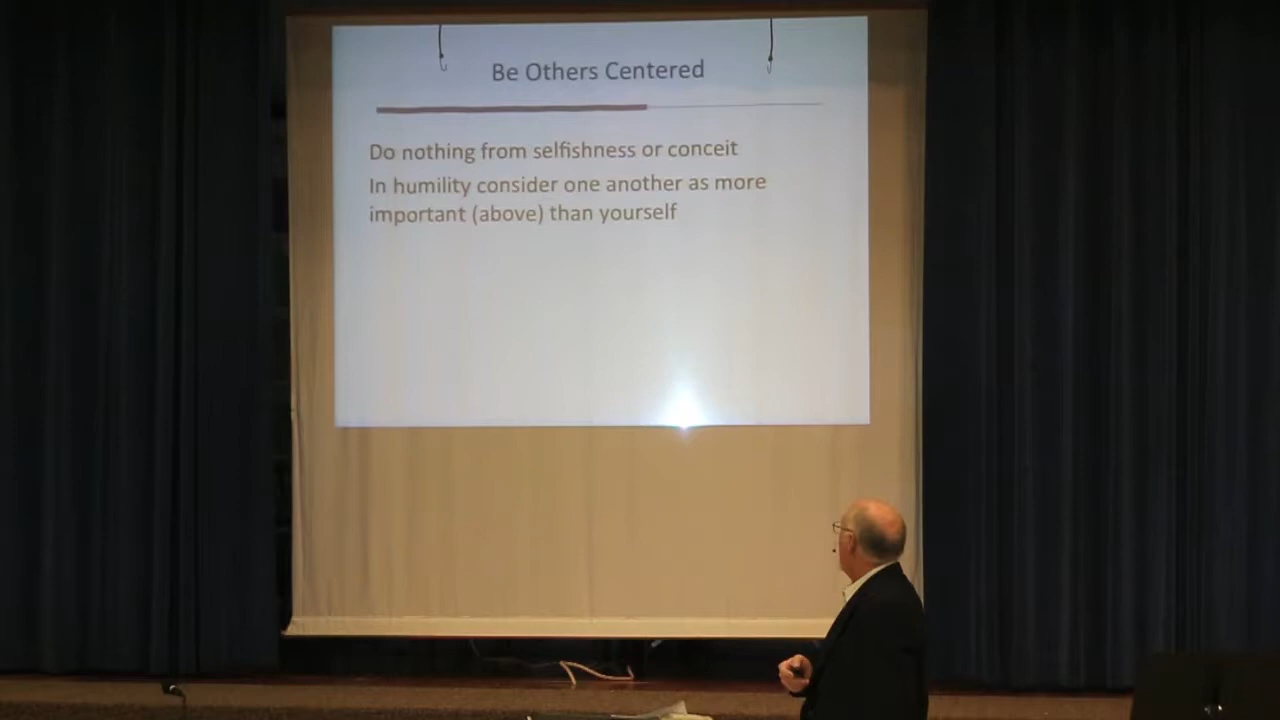 Be Others Centered
Do nothing from selfishness or conceit
In humility consider one another as more
important (above) than yourself